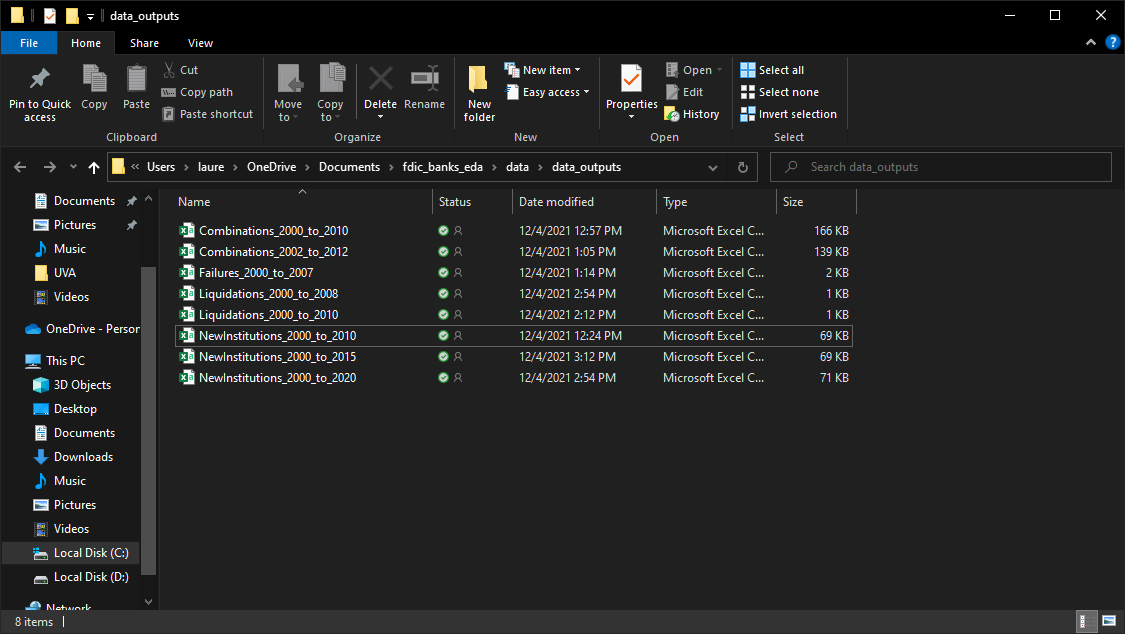 data_outputs
File Home Share View
Pin to Quick access
Copy
Paste
Cut
Copy path
Paste shortcut
Clipboard
Move to
Copy to
Delete
Rename
Organize
New folder
New item
Easy access
New
Properties
Open
Edit
History
Open
Select all
Select none
Invert selection
Select
« Users › laure › OneDrive › Documents › fdic_banks_eda › data › data_outputs
Search data_outputs
Documents
Pictures
Music
UVA
Videos
OneDrive - Person
This PC
3D Objects
Desktop
Documents
Downloads
Music
Pictures
Videos
Local Disk (C:)
Local Disk (D:)
Network
Name Status Date modified Type Size
Combinations_2000_to_2010 12/4/2021 12:57 PM Microsoft Excel C... 166 KB
Combinations_2002_to_2012 12/4/2021 1:05 PM Microsoft Excel C... 139 KB
Failures_2000_to_2007 12/4/2021 1:14 PM Microsoft Excel C... 2 KB
Liquidations_2000_to_2008 12/4/2021 2:54 PM Microsoft Excel C... 1 KB
Liquidations_2000_to_2010 12/4/2021 2:12 PM Microsoft Excel C... 1 KB
NewInstitutions_2000_to_2010 12/4/2021 12:24 PM Microsoft Excel C... 69 KB
NewInstitutions_2000_to_2015 12/4/2021 3:12 PM Microsoft Excel C... 69 KB
NewInstitutions_2000_to_2020 12/4/2021 2:54 PM Microsoft Excel C... 71 KB
8 items